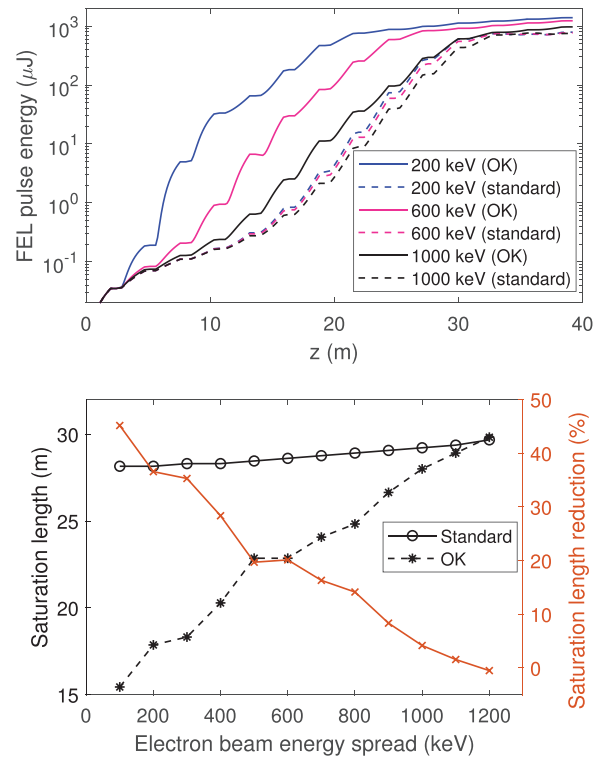 10³
10²
10¹
10⁰
10⁻¹
FEL pulse energy (μJ)
200 keV (OK)
200 keV (standard)
600 keV (OK)
600 keV (standard)
1000 keV (OK)
1000 keV (standard)
0 10 20 30 40
z (m)
30
25
20
15
Saturation length (m)
50
40
30
20
10
0
Saturation length reduction (%)
Standard
OK
0 200 400 600 800 1000 1200
Electron beam energy spread (keV)